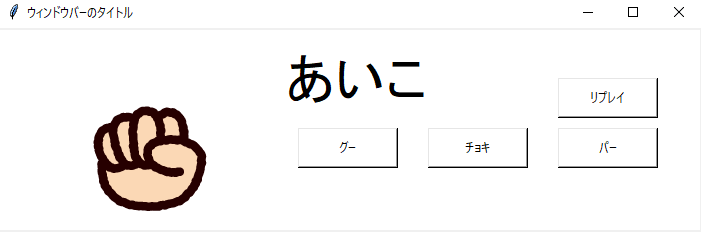 ウィンドウバーのタイトル
あいこ
リプレイ
グー
チョキ
パー